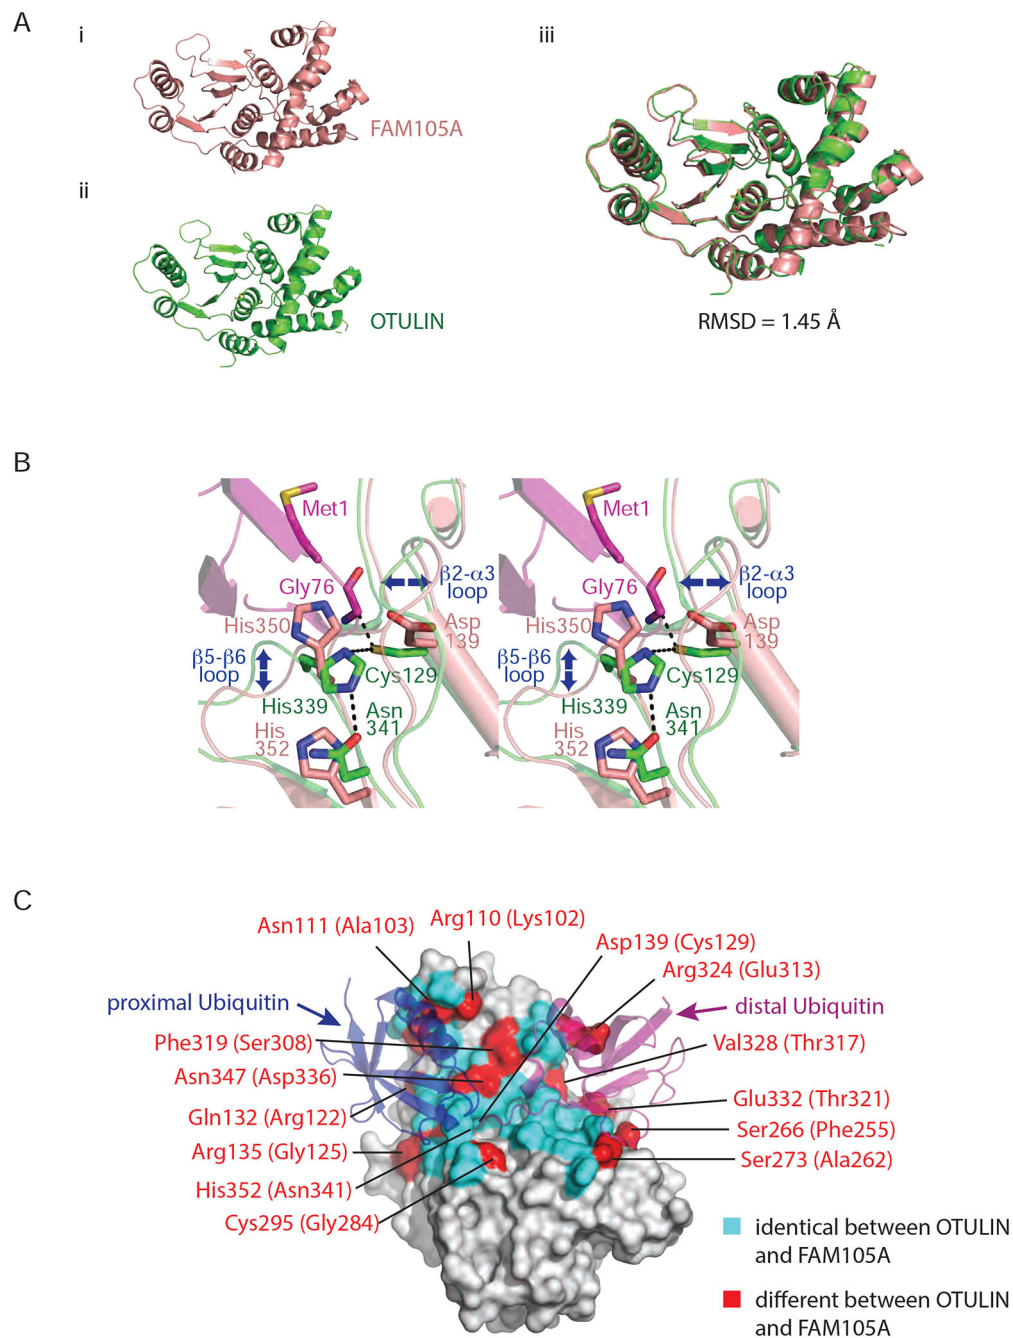 A
i
FAM105A
ii
OTULIN
iii
RMSD = 1.45 Å
B
Met1
Gly76
β2-α3
loop
His350
Asp
139
β5-β6
loop
Cys129
His339
Asn
341
His
352
Met1
Gly76
β2-α3
loop
His350
Asp
139
β5-β6
loop
Cys129
His339
Asn
341
His
352
C
Asn111 (Ala103)
Arg110 (Lys102)
Asp139 (Cys129)
Arg324 (Glu313)
proximal Ubiquitin
distal Ubiquitin
Phe319 (Ser308)
Val328 (Thr317)
Asn347 (Asp336)
Glu332 (Thr321)
Gln132 (Arg122)
Ser266 (Phe255)
Arg135 (Gly125)
Ser273 (Ala262)
His352 (Asn341)
Cys295 (Gly284)
identical between OTULIN
and FAM105A
different between OTULIN
and FAM105A